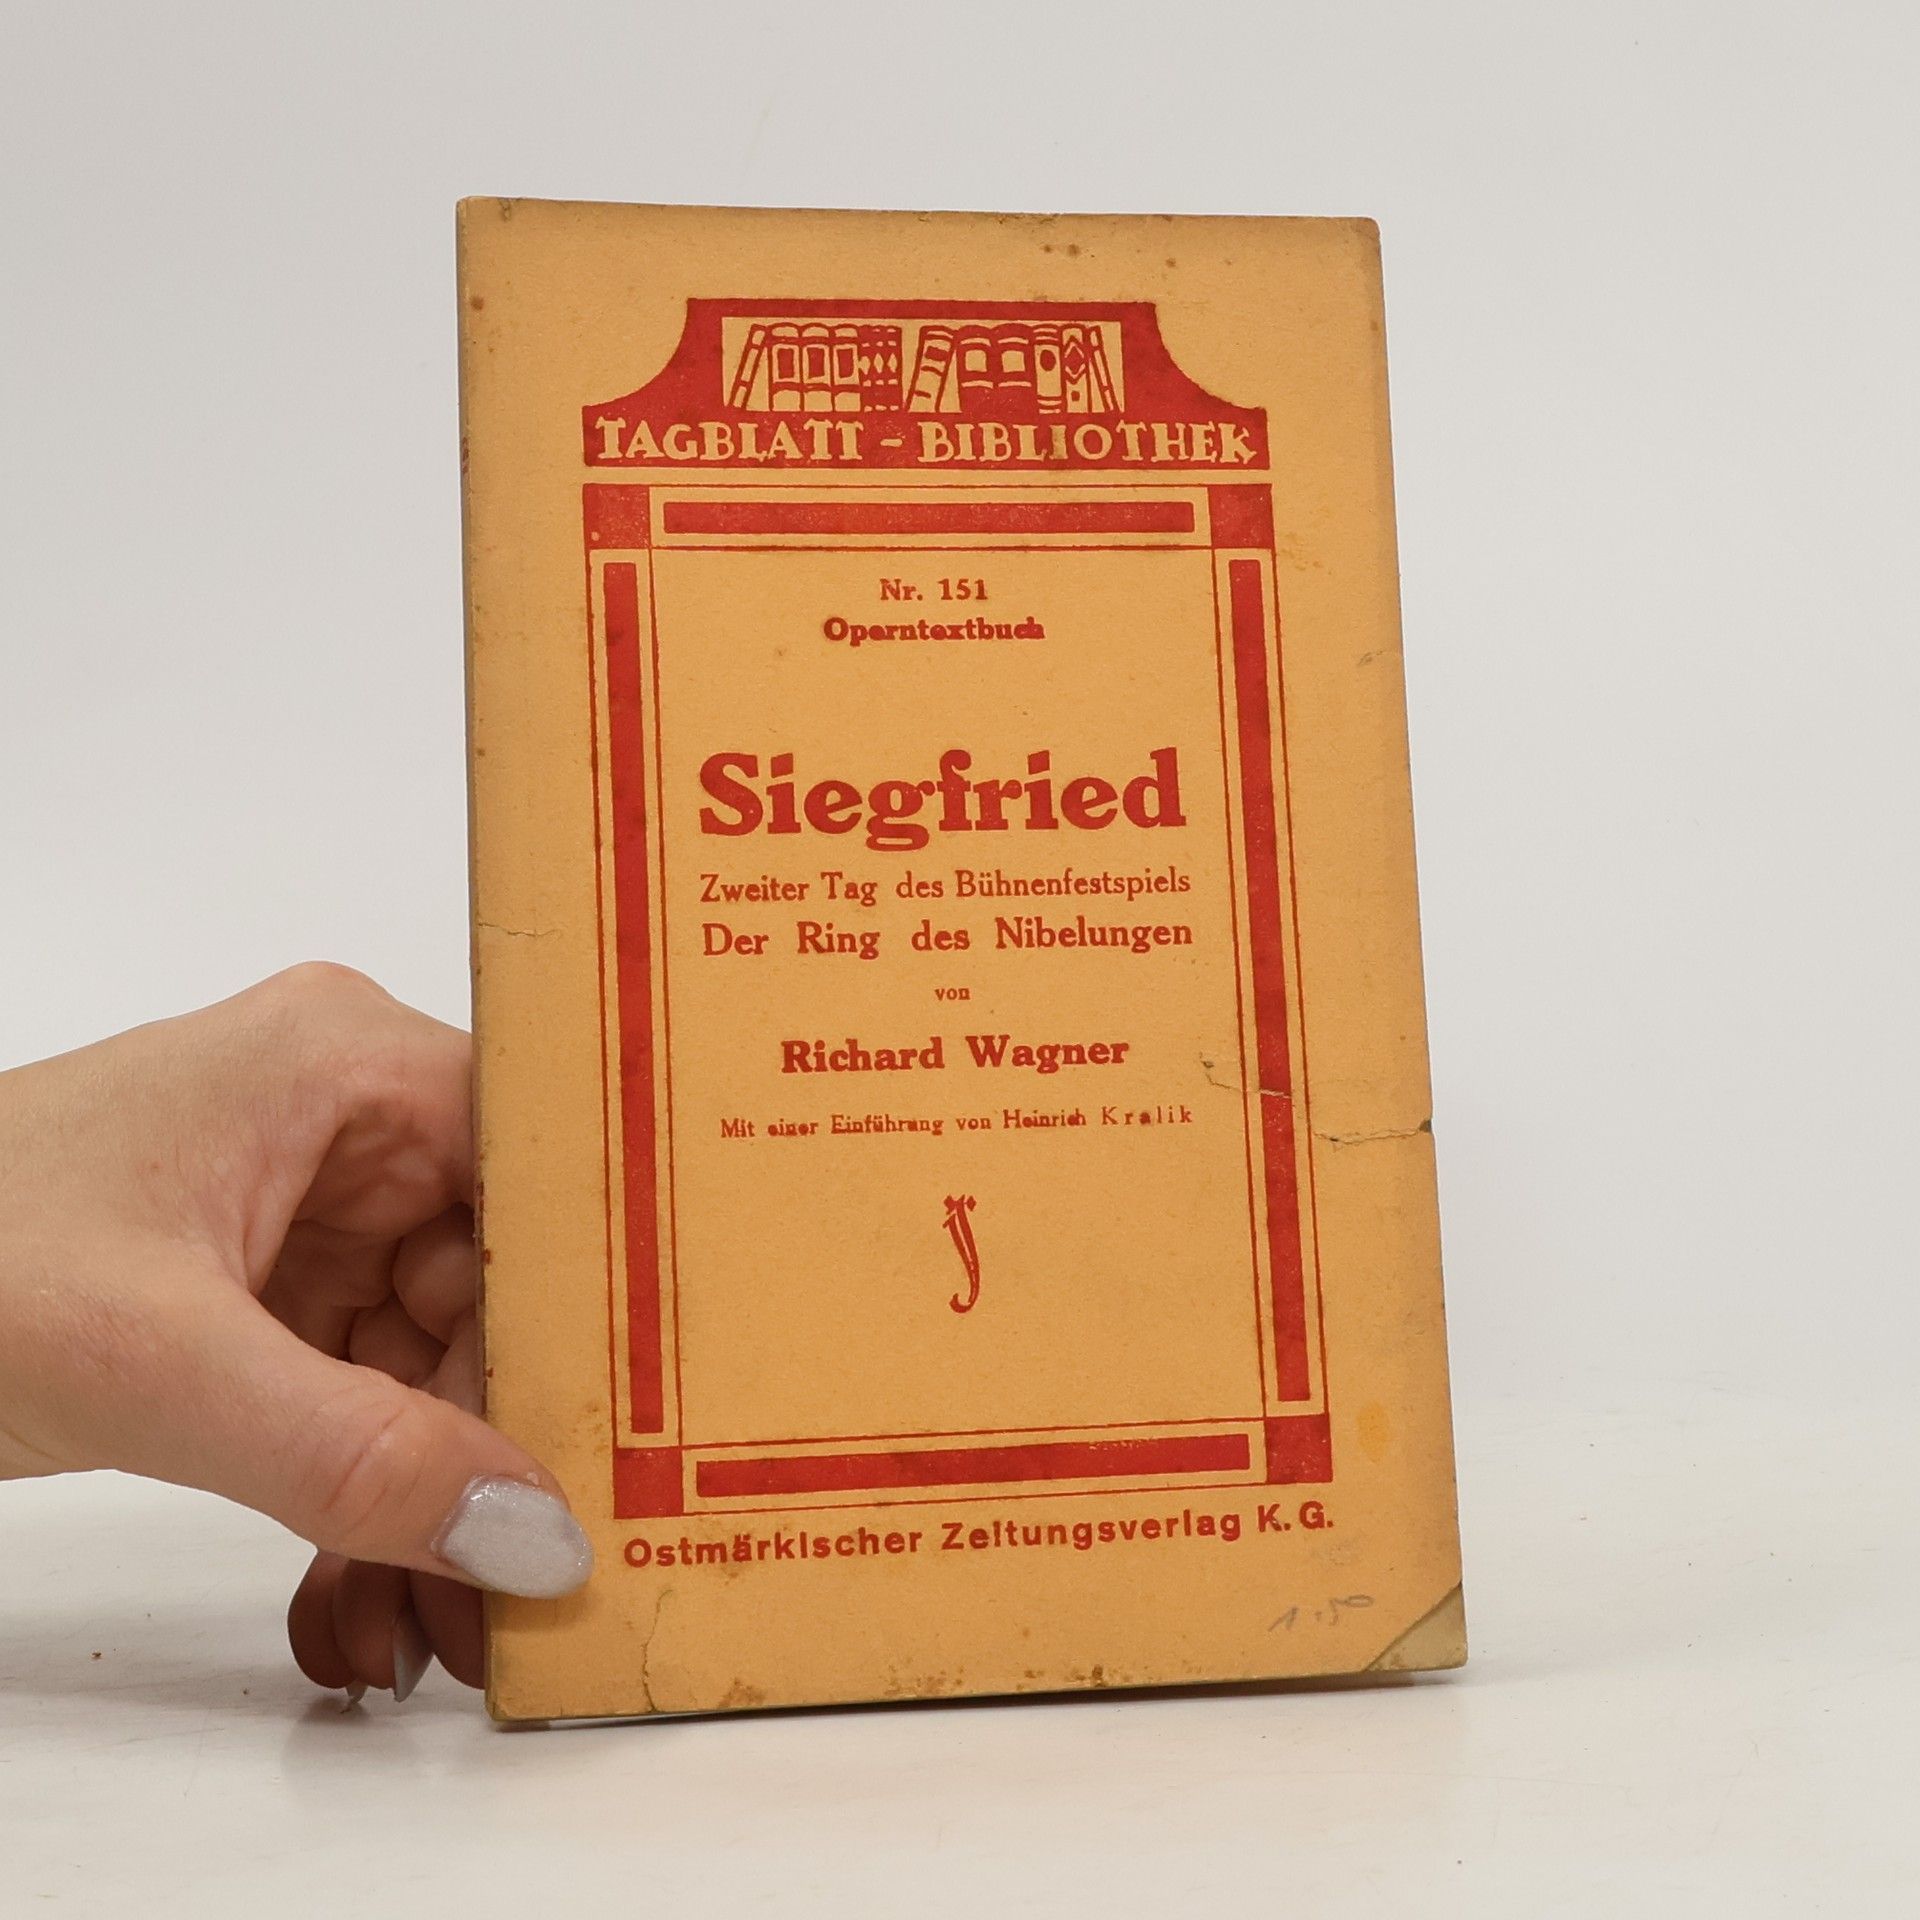 TAGBLATT - BIBLIOTHEK
Nr. 151
Operntextbuch
Siegfried
Zweiter Tag des Bühnenfestspiels
Der Ring des Nibelungen
von
Richard Wagner
Mit einer Einführung von Heinrich Kralik
Ostmärkischer Zeitungsverlag K. G.
1.50